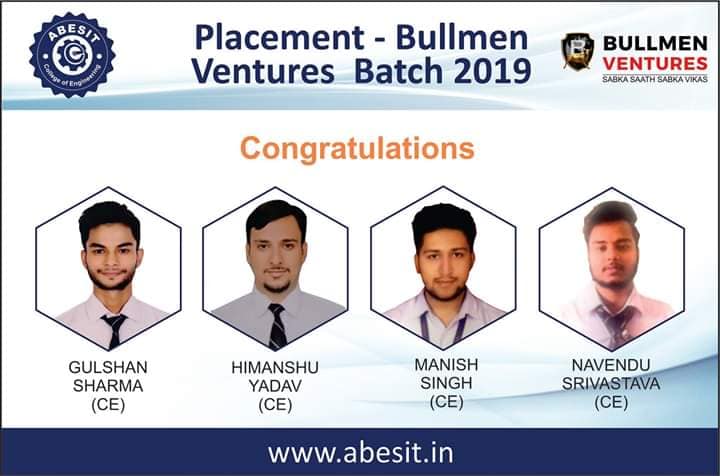 ABESIT
College of Engineering
Placement - Bullmen
Ventures Batch 2019
B
BULLMEN
VENTURES
SABKA SAATH SABKA VIKAS
Congratulations
GULSHAN
SHARMA
(CE)
HIMANSHU
YADAV
(CE)
MANISH
SINGH
(CE)
NAVENDU
SRIVASTAVA
(CE)
www.abesit.in